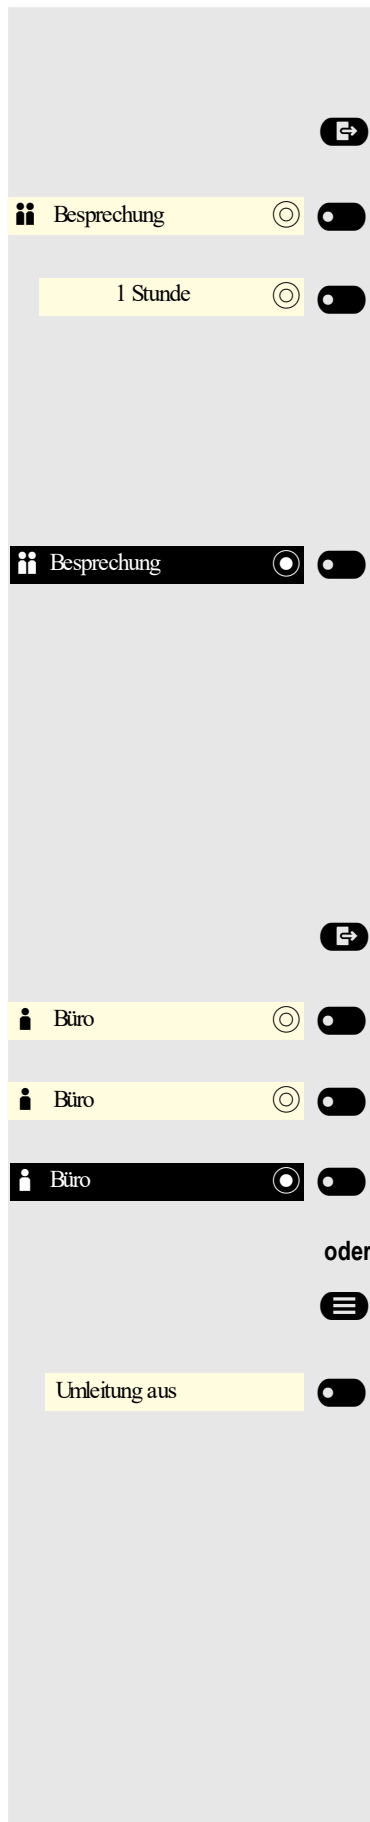 Besprechung
1 Stunde
Besprechung
Büro
Büro
Büro
oder
Umleitung aus